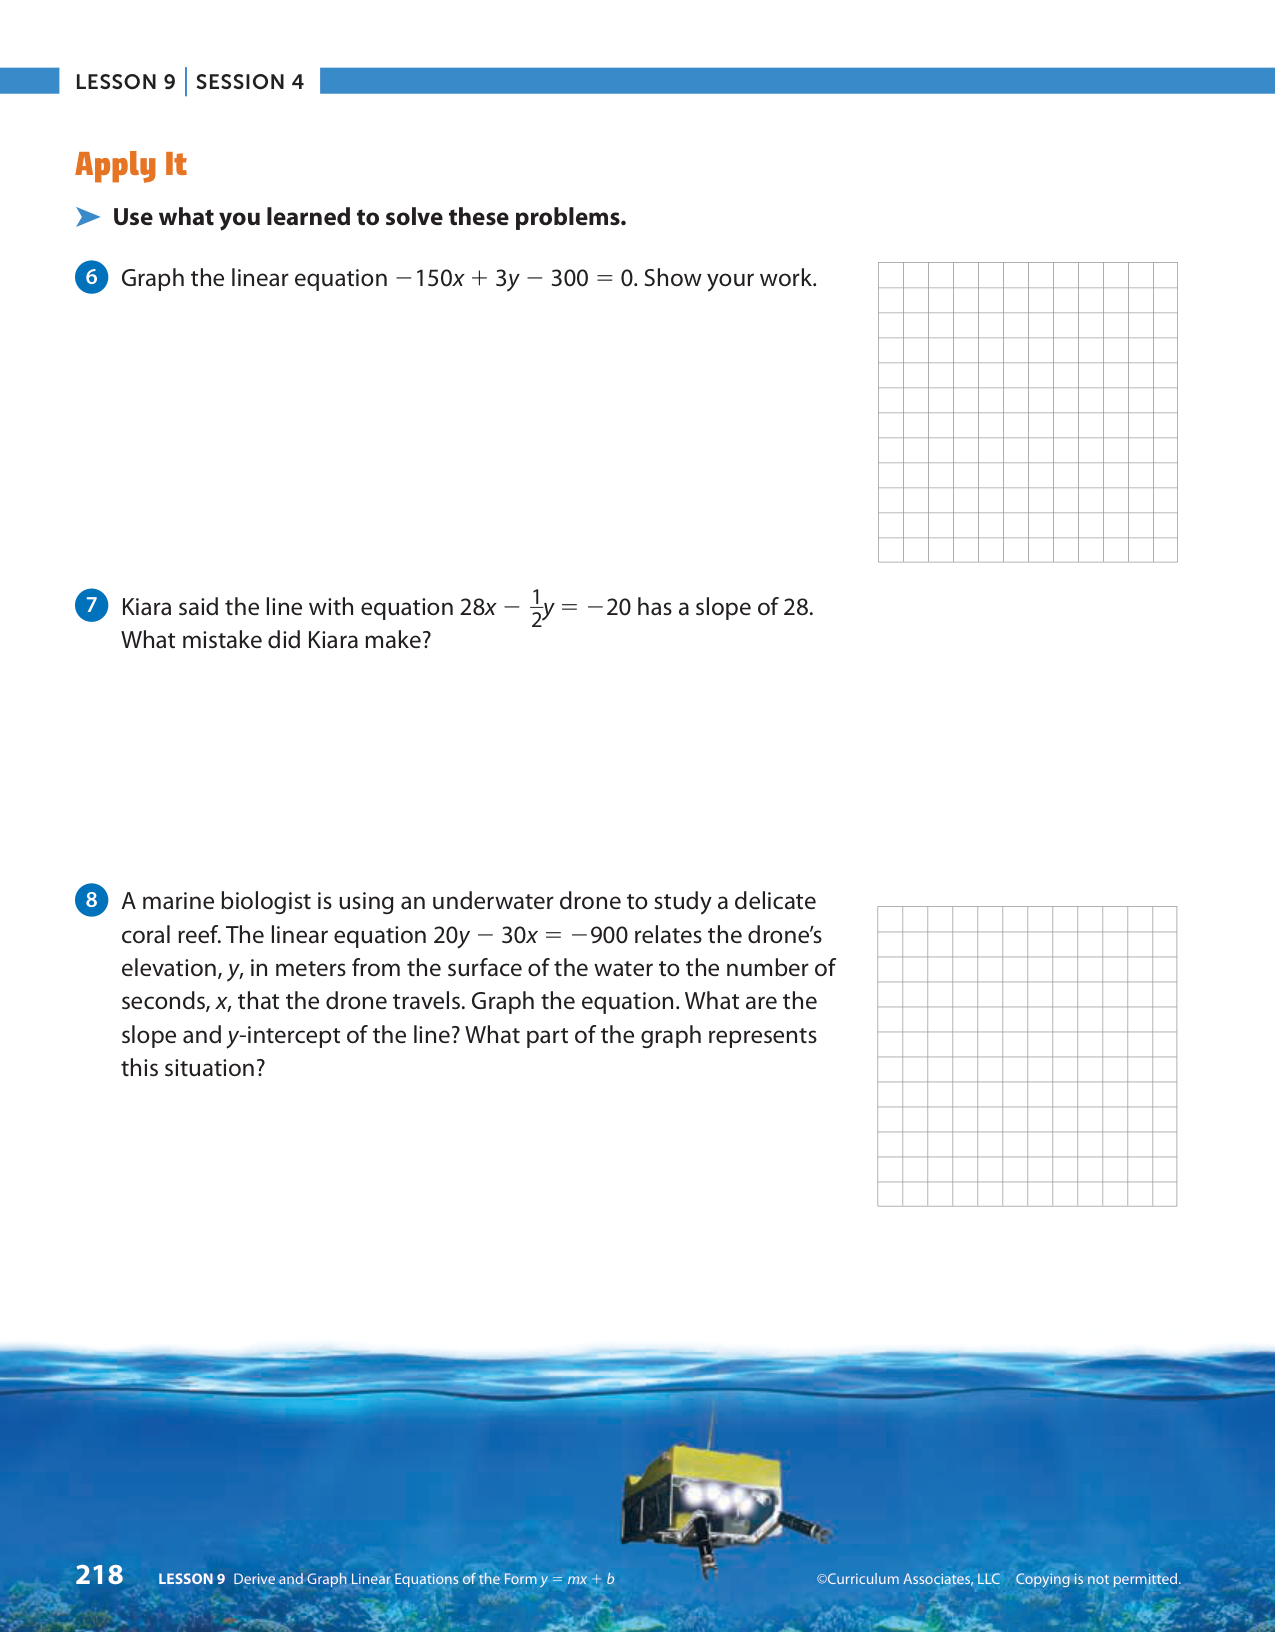 LESSON 9 | SESSION 4
Apply It
➤ Use what you learned to solve these problems.
6 Graph the linear equation −150x + 3y − 300 = 0. Show your work.
7 Kiara said the line with equation 28x − 1/2y = −20 has a slope of 28.
What mistake did Kiara make?
8 A marine biologist is using an underwater drone to study a delicate
coral reef. The linear equation 20y − 30x = −900 relates the drone’s
elevation, y, in meters from the surface of the water to the number of
seconds, x, that the drone travels. Graph the equation. What are the
slope and y-intercept of the line? What part of the graph represents
this situation?
218 LESSON 9 Derive and Graph Linear Equations of the Form y = mx + b ©Curriculum Associates, LLC Copying is not permitted.